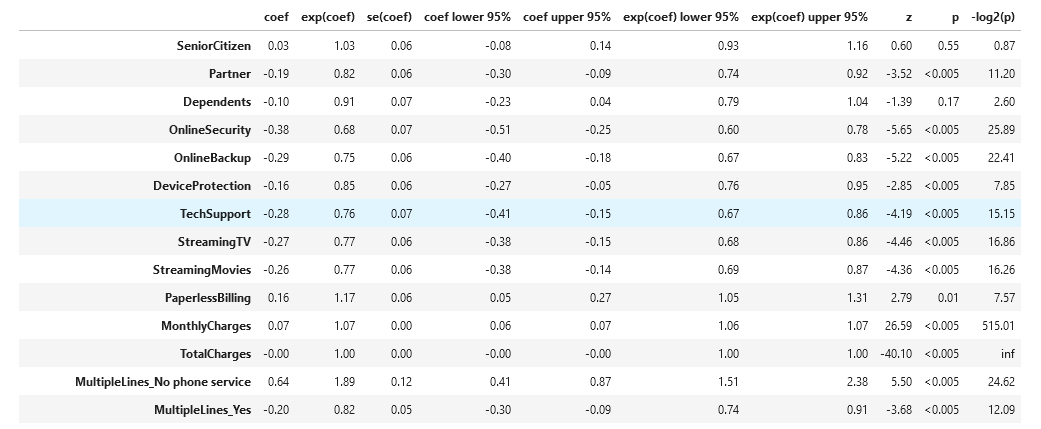 coef exp(coef) se(coef) coef lower 95% coef upper 95% exp(coef) lower 95% exp(coef) upper 95% z p -log2(p)
SeniorCitizen 0.03 1.03 0.06 -0.08 0.14 0.93 1.16 0.60 0.55 0.87
Partner -0.19 0.82 0.06 -0.30 -0.09 0.74 0.92 -3.52 <0.005 11.20
Dependents -0.10 0.91 0.07 -0.23 0.04 0.79 1.04 -1.39 0.17 2.60
OnlineSecurity -0.38 0.68 0.07 -0.51 -0.25 0.60 0.78 -5.65 <0.005 25.89
OnlineBackup -0.29 0.75 0.06 -0.40 -0.18 0.67 0.83 -5.22 <0.005 22.41
DeviceProtection -0.16 0.85 0.06 -0.27 -0.05 0.76 0.95 -2.85 <0.005 7.85
TechSupport -0.28 0.76 0.07 -0.41 -0.15 0.67 0.86 -4.19 <0.005 15.15
StreamingTV -0.27 0.77 0.06 -0.38 -0.15 0.68 0.86 -4.46 <0.005 16.86
StreamingMovies -0.26 0.77 0.06 -0.38 -0.14 0.69 0.87 -4.36 <0.005 16.26
PaperlessBilling 0.16 1.17 0.06 0.05 0.27 1.05 1.31 2.79 0.01 7.57
MonthlyCharges 0.07 1.07 0.00 0.06 0.07 1.06 1.07 26.59 <0.005 515.01
TotalCharges -0.00 1.00 0.00 -0.00 -0.00 1.00 1.00 -40.10 <0.005 inf
MultipleLines_No phone service 0.64 1.89 0.12 0.41 0.87 1.51 2.38 5.50 <0.005 24.62
MultipleLines_Yes -0.20 0.82 0.05 -0.30 -0.09 0.74 0.91 -3.68 <0.005 12.09